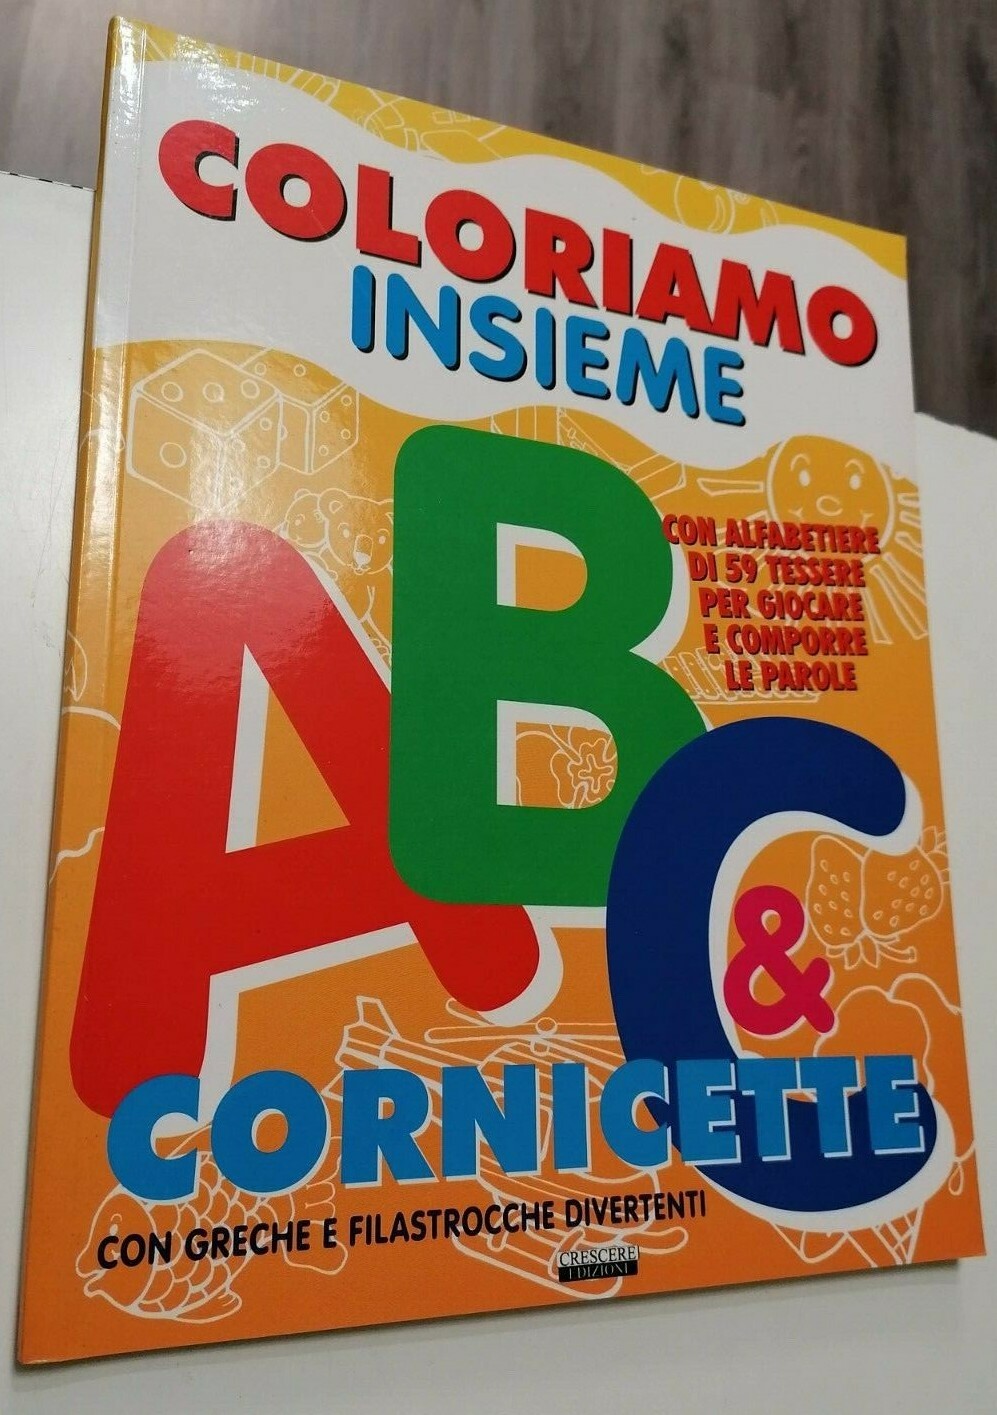 COLORIAMO
INSIEME
CON ALFABETIERE
DI 59 TESSERE
PER GIOCARE
E COMPORRE
LE PAROLE
ABC
&
CORNICETTE
CON GRECHE E FILASTROCCHE DIVERTENTI
CRESCERE
EDIZIONI